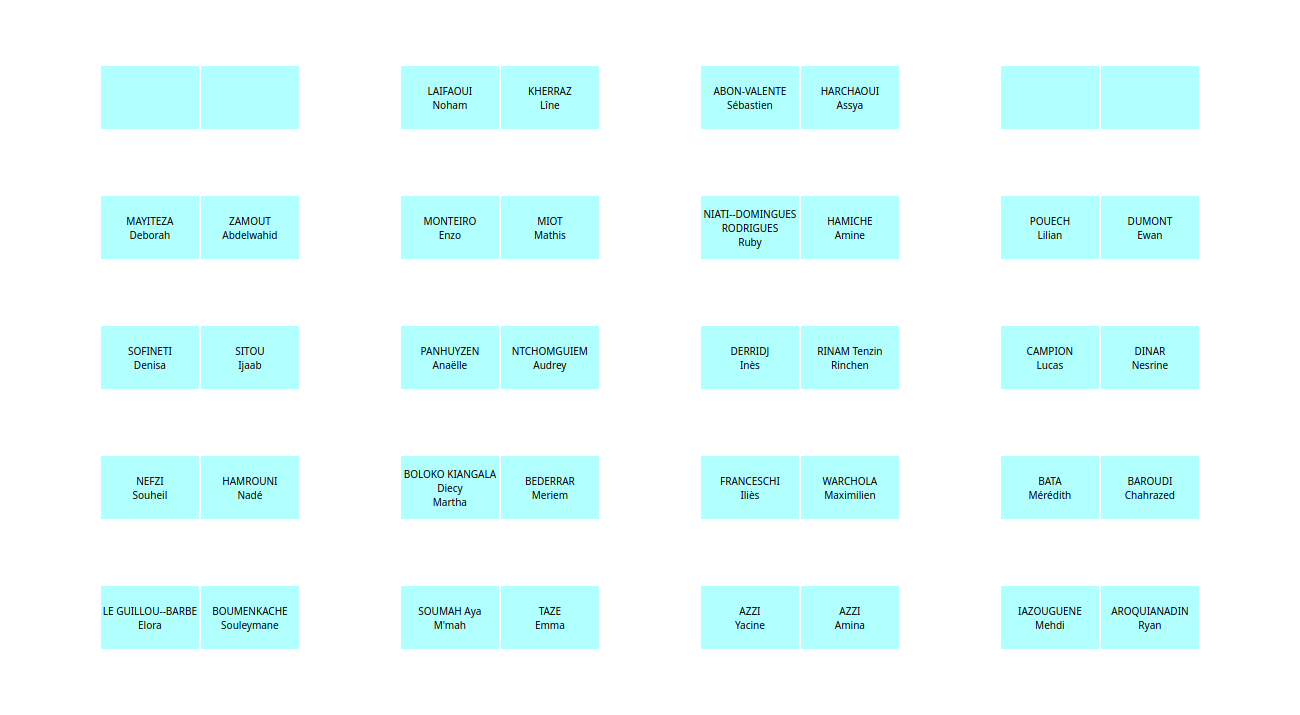 LAIFAOUI
Noham
KHERRAZ
Lîne
ABON-VALENTE
Sébastien
HARCHAOUI
Assya
MAYITEZA
Deborah
ZAMOUT
Abdelwahid
MONTEIRO
Enzo
MIOT
Mathis
NIATI--DOMINGUES
RODRIGUES
Ruby
HAMICHE
Amine
POUECH
Lilian
DUMONT
Ewan
SOFINETI
Denisa
SITOU
Ijaab
PANHUYZEN
Anaëlle
NTCHOMGUIEM
Audrey
DERRIDJ
Inès
RINAM Tenzin
Rinchen
CAMPION
Lucas
DINAR
Nesrine
NEFZI
Souheil
HAMROUNI
Nadé
BOLOKO KIANGALA
Diecy
Martha
BEDERRAR
Meriem
FRANCESCHI
Iliès
WARCHOLA
Maximilien
BATA
Mérédith
BAROUDI
Chahrazed
LE GUILLOU--BARBE
Elora
BOUMENKACHE
Souleymane
SOUMAH Aya
M'mah
TAZE
Emma
AZZI
Yacine
AZZI
Amina
IAZOUGUENE
Mehdi
AROQUIANADIN
Ryan